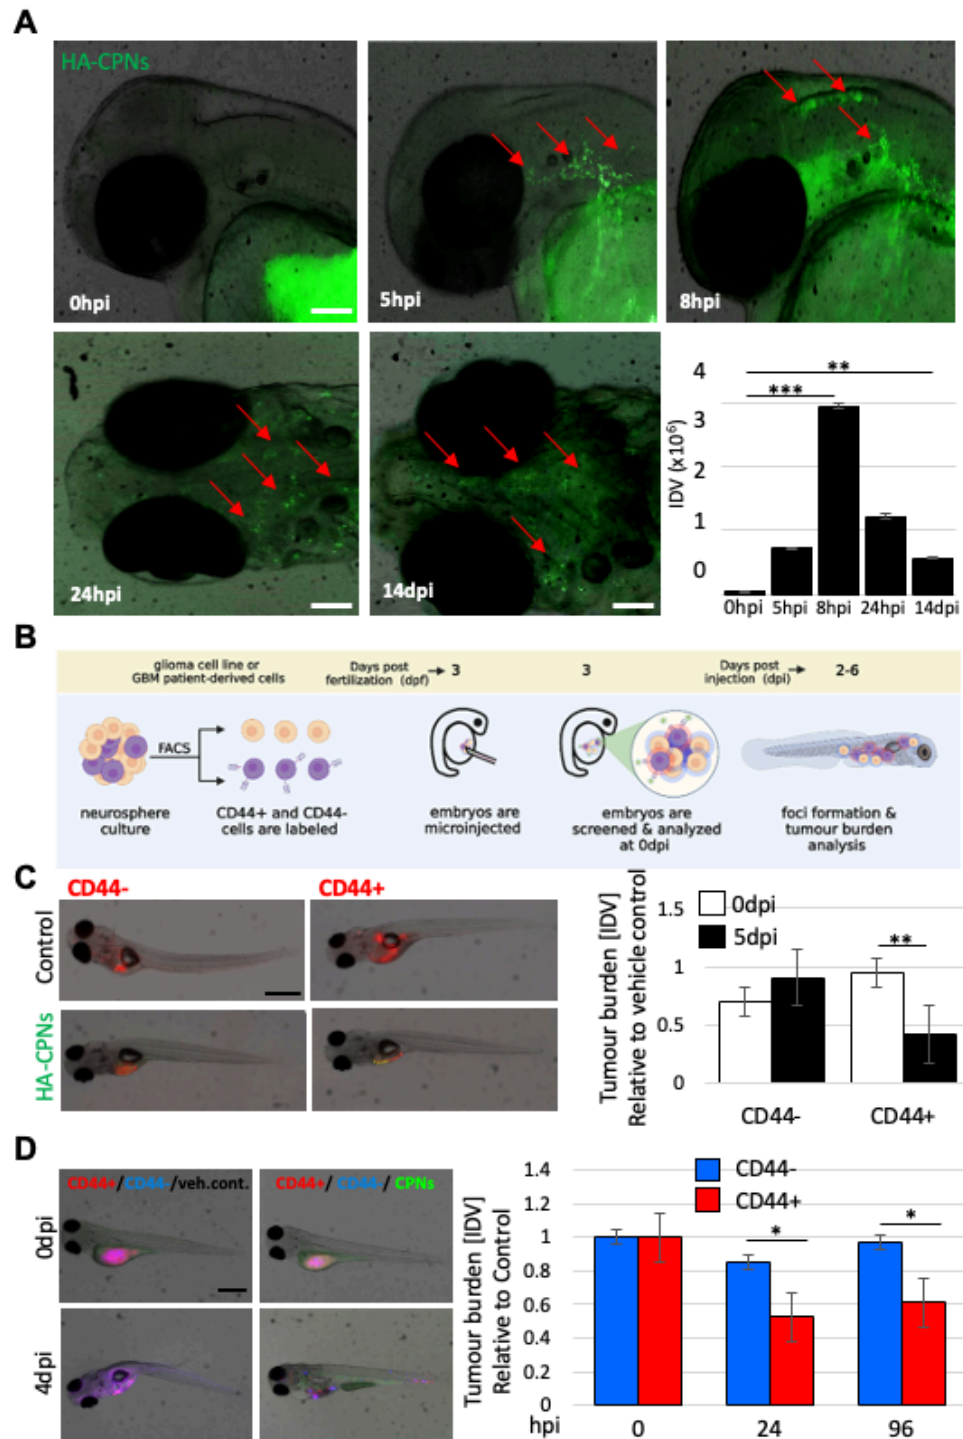 A
HA-CPNs
0hpi
5hpi
8hpi
24hpi
14dpi
4
3
2
1
0
IDV (x10⁶)
***
**
0hpi 5hpi 8hpi 24hpi 14dpi
B
glioma cell line or
GBM patient-derived cells
Days post
fertilization (dpf)
3
3
Days post
injection (dpi)
2-6
FACS
neurosphere
culture
CD44+ and CD44-
cells are labeled
embryos are
microinjected
embryos are
screened & analyzed
at 0dpi
foci formation &
tumour burden
analysis
C
CD44-
CD44+
Control
HA-CPNs
Tumour burden [IDV]
Relative to vehicle control
1.5
1
0.5
0
0dpi
5dpi
**
CD44-
CD44+
D
CD44+/CD44-/veh.cont.
CD44+/CD44-/CPNs
0dpi
4dpi
Tumour burden [IDV]
Relative to Control
1.4
1.2
1
0.8
0.6
0.4
0.2
0
CD44-
CD44+
*
*
hpi 0 24 96